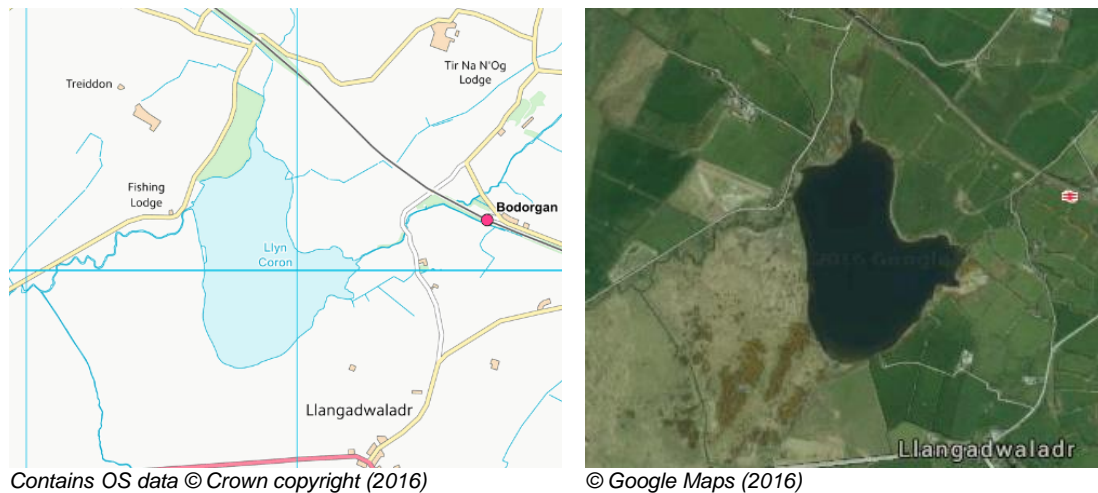 Treiddon
Tir Na N'Og
Lodge
Fishing
Lodge
Bodorgan
Llyn
Coron
Llangadwaladr
2016 Google
Llangadwaladr
Contains OS data © Crown copyright (2016)
© Google Maps (2016)